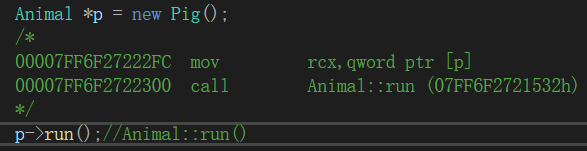 Animal *p = new Pig();
/*
00007FF6F27222FC mov rcx,qword ptr [p]
00007FF6F2722300 call Animal::run (07FF6F2721532h)
*/
p->run();//Animal::run()